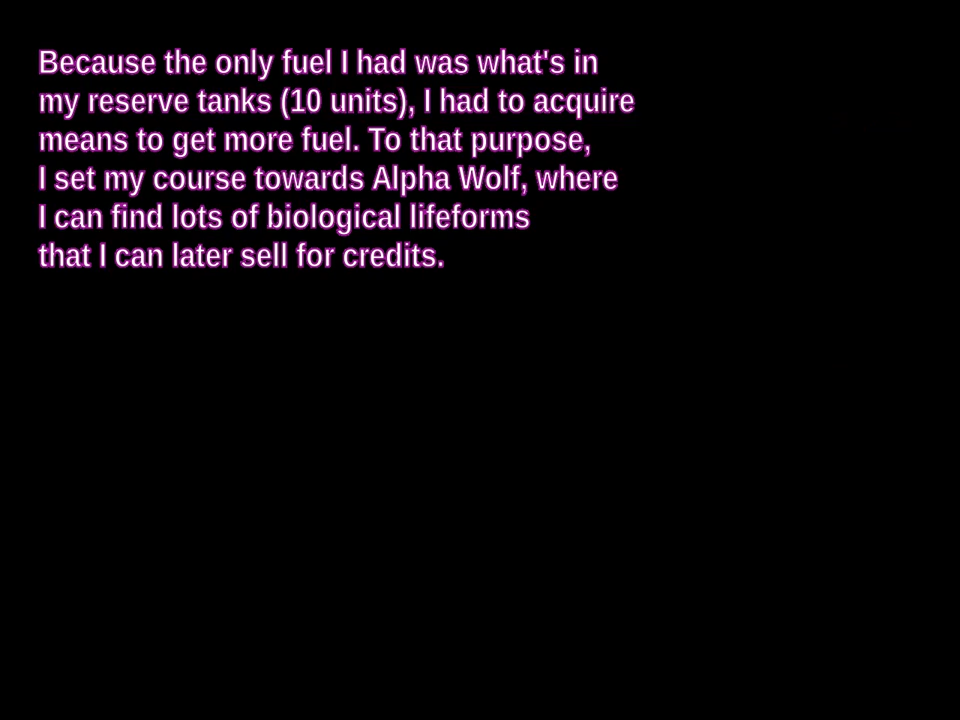 Because the only fuel I had was what's in
my reserve tanks (10 units), I had to acquire
means to get more fuel. To that purpose,
I set my course towards Alpha Wolf, where
I can find lots of biological lifeforms
that I can later sell for credits.